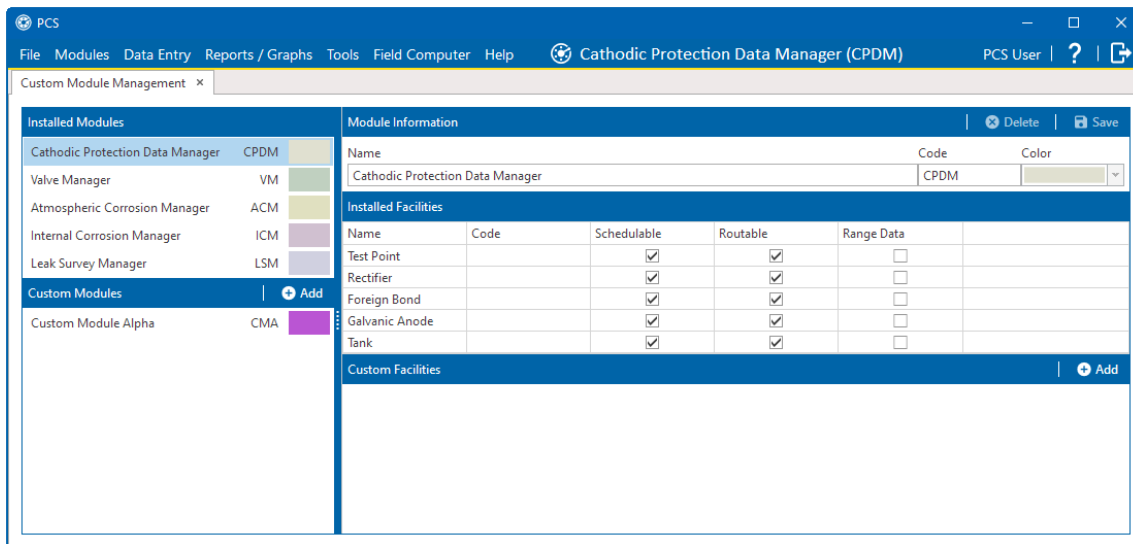 PCS
File Modules Data Entry Reports / Graphs Tools Field Computer Help Cathodic Protection Data Manager (CPDM) PCS User | ? |
Custom Module Management ×
Installed Modules
Cathodic Protection Data Manager CPDM
Valve Manager VM
Atmospheric Corrosion Manager ACM
Internal Corrosion Manager ICM
Leak Survey Manager LSM
Custom Modules | Add
Custom Module Alpha CMA
Module Information | Delete | Save
Name Code Color
Cathodic Protection Data Manager CPDM
Installed Facilities
Name Code Schedulable Routable Range Data
Test Point
Rectifier
Foreign Bond
Galvanic Anode
Tank
Custom Facilities | Add